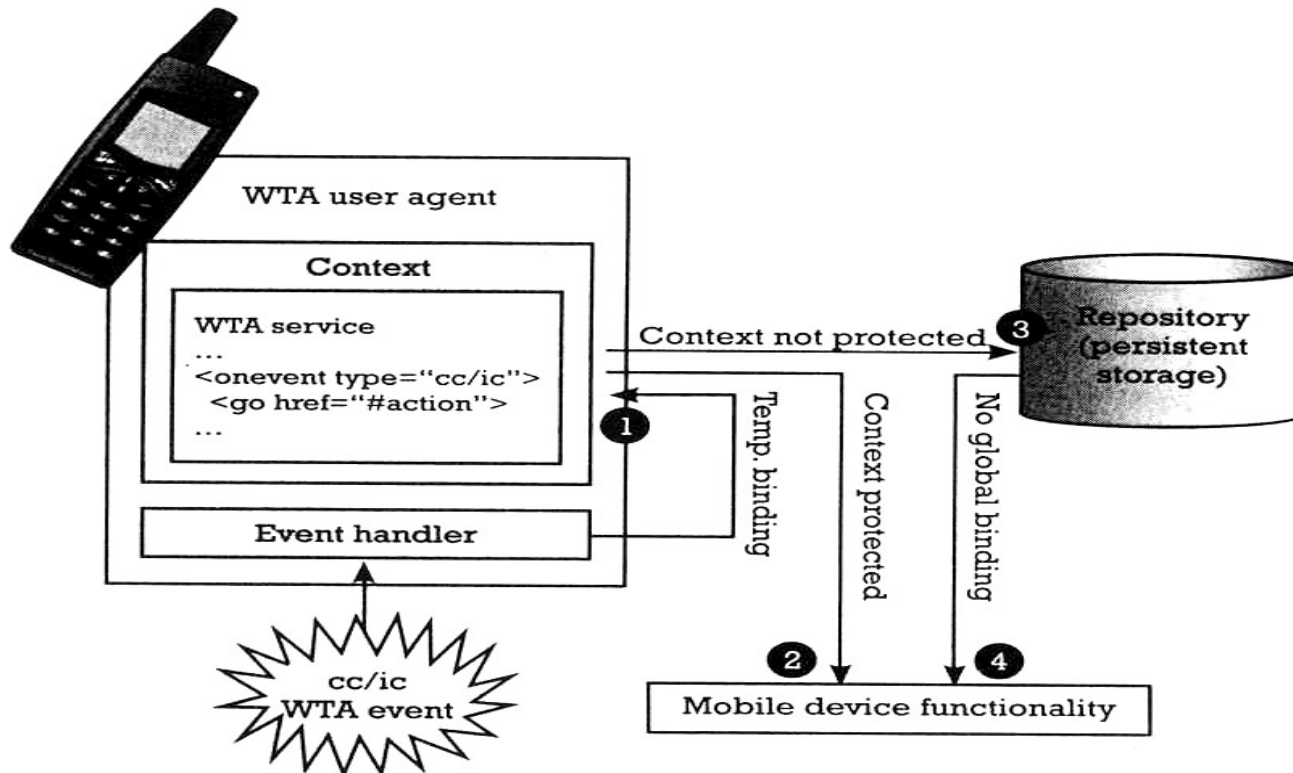 WTA user agent
Context
WTA service
...
<onevent type="cc/ic">
<go href="#action">
...
Event handler
cc/ic
WTA event
1
Temp. binding
Context not protected
Context protected
2
3
Repository
(persistent
storage)
No global binding
4
Mobile device functionality